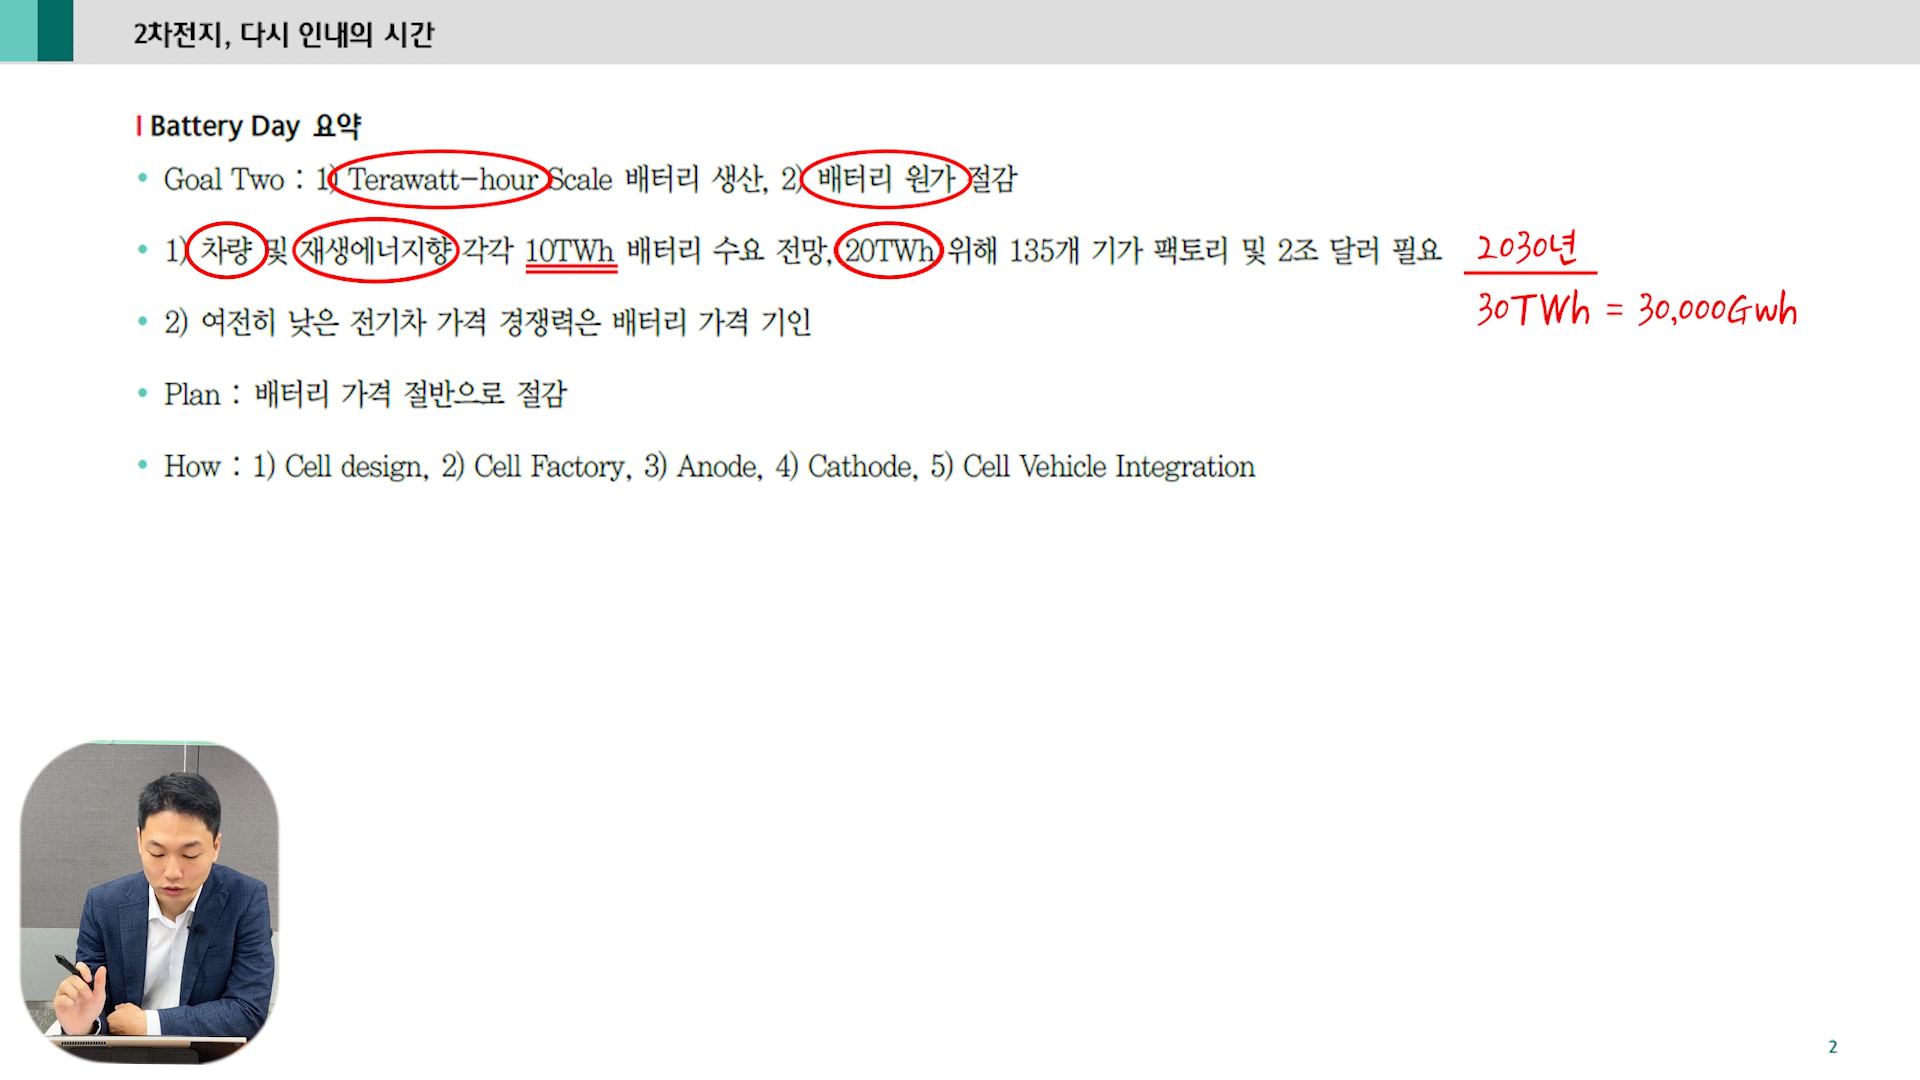 2차전지, 다시 인내의 시간
Battery Day 요약
• Goal Two : 1) Terawatt-hour Scale 배터리 생산, 2) 배터리 원가 절감
• 1) 차량 및 재생에너지향 각각 10TWh 배터리 수요 전망, 20TWh 위해 135개 기가 팩토리 및 2조 달러 필요
2030년
30TWh = 30,000Gwh
• 2) 여전히 낮은 전기차 가격 경쟁력은 배터리 가격 기인
• Plan : 배터리 가격 절반으로 절감
• How : 1) Cell design, 2) Cell Factory, 3) Anode, 4) Cathode, 5) Cell Vehicle Integration
2